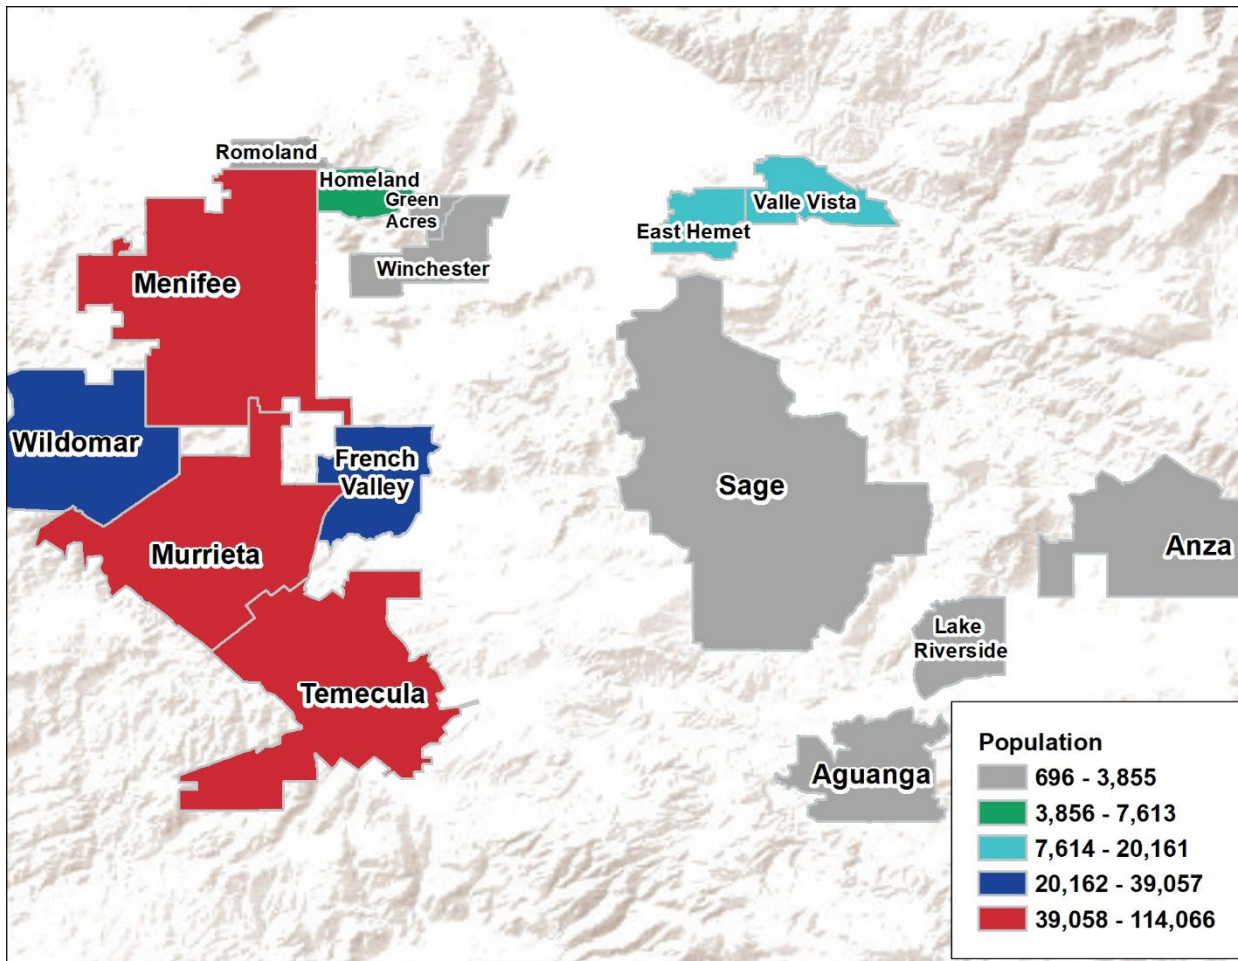 Romoland
Homeland
Green
Acres
Winchester
Menifee
Valle Vista
East Hemet
Wildomar
French
Valley
Murrieta
Temecula
Sage
Anza
Lake
Riverside
Aguanga
Population
696 - 3,855
3,856 - 7,613
7,614 - 20,161
20,162 - 39,057
39,058 - 114,066